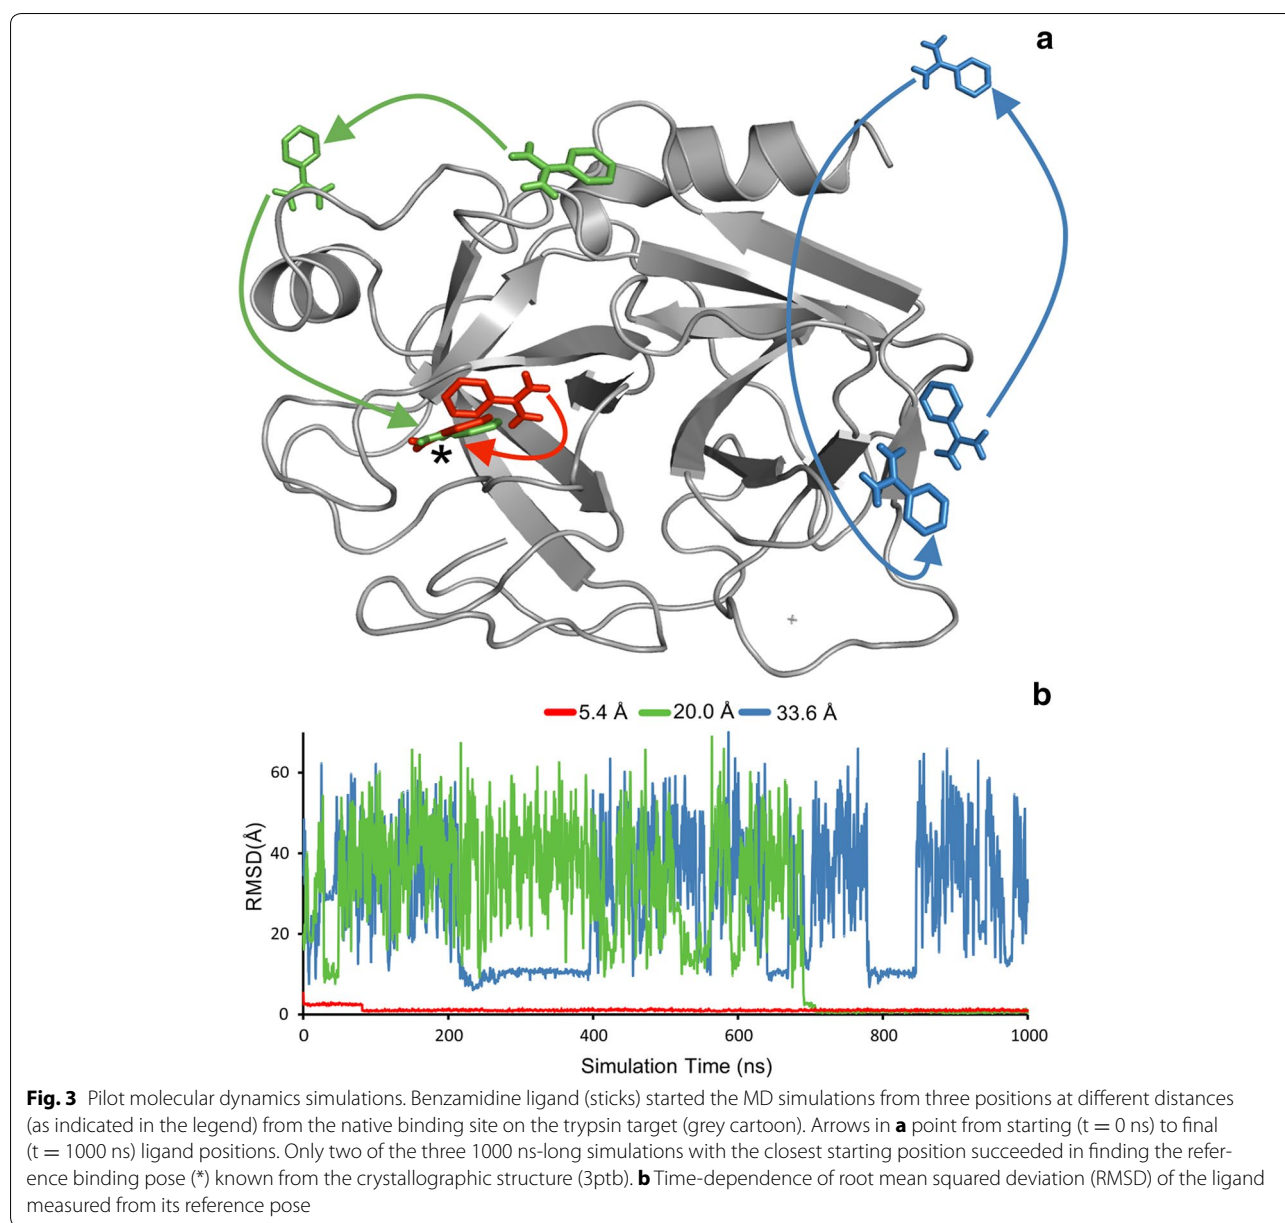 a
*
b
5.4 Å 20.0 Å 33.6 Å
60
40
20
0
RMSD(Å)
0 200 400 600 800 1000
Simulation Time (ns)
Fig. 3 Pilot molecular dynamics simulations. Benzamidine ligand (sticks) started the MD simulations from three positions at different distances
(as indicated in the legend) from the native binding site on the trypsin target (grey cartoon). Arrows in a point from starting (t = 0 ns) to final
(t = 1000 ns) ligand positions. Only two of the three 1000 ns-long simulations with the closest starting position succeeded in finding the refer-
ence binding pose (*) known from the crystallographic structure (3ptb). b Time-dependence of root mean squared deviation (RMSD) of the ligand
measured from its reference pose